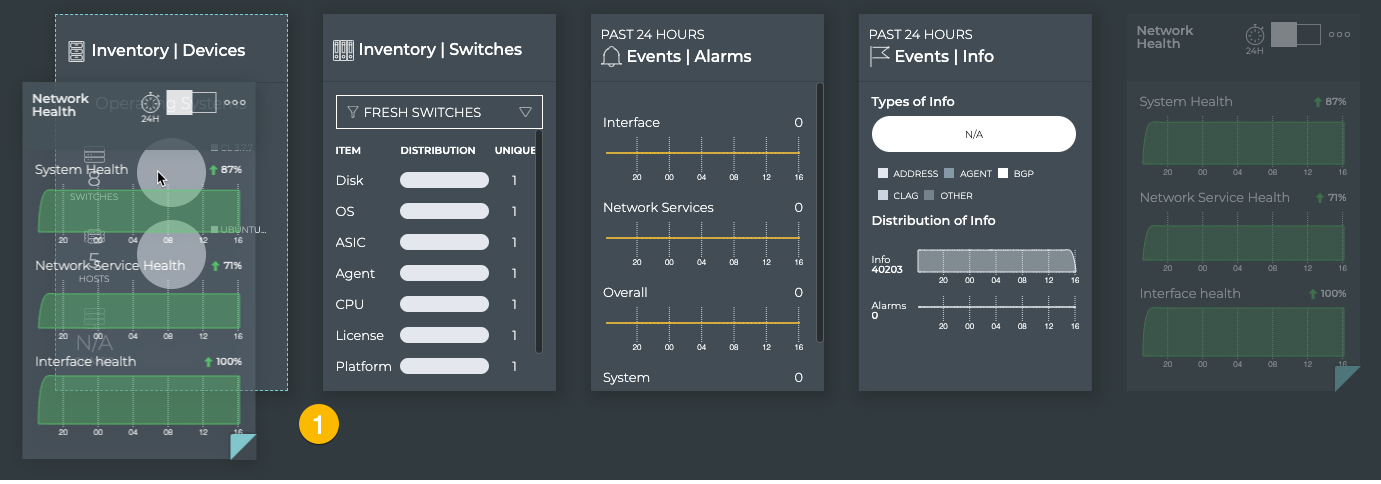 Inventory | Devices
Operating Systems
Network
Health
24H
System Health
87%
SWITCHES
20 00 04 08 12 16
UBUNTU...
Network Service Health
71%
HOSTS
20 00 04 08 12 16
N/A
Interface health
100%
20 00 04 08 12 16
1
Inventory | Switches
FRESH SWITCHES
ITEM DISTRIBUTION UNIQUE
Disk 1
OS 1
ASIC 1
Agent 1
CPU 1
License 1
Platform 1
PAST 24 HOURS
Events | Alarms
Interface 0
20 00 04 08 12 16
Network Services 0
20 00 04 08 12 16
Overall 0
20 00 04 08 12 16
System 0
PAST 24 HOURS
Events | Info
Types of Info
N/A
ADDRESS AGENT BGP
CLAG OTHER
Distribution of Info
Info
40203
20 00 04 08 12 16
Alarms
0
20 00 04 08 12 16
Network
Health
24H
System Health 87%
20 00 04 08 12 16
Network Service Health 71%
20 00 04 08 12 16
Interface health 100%
20 00 04 08 12 16